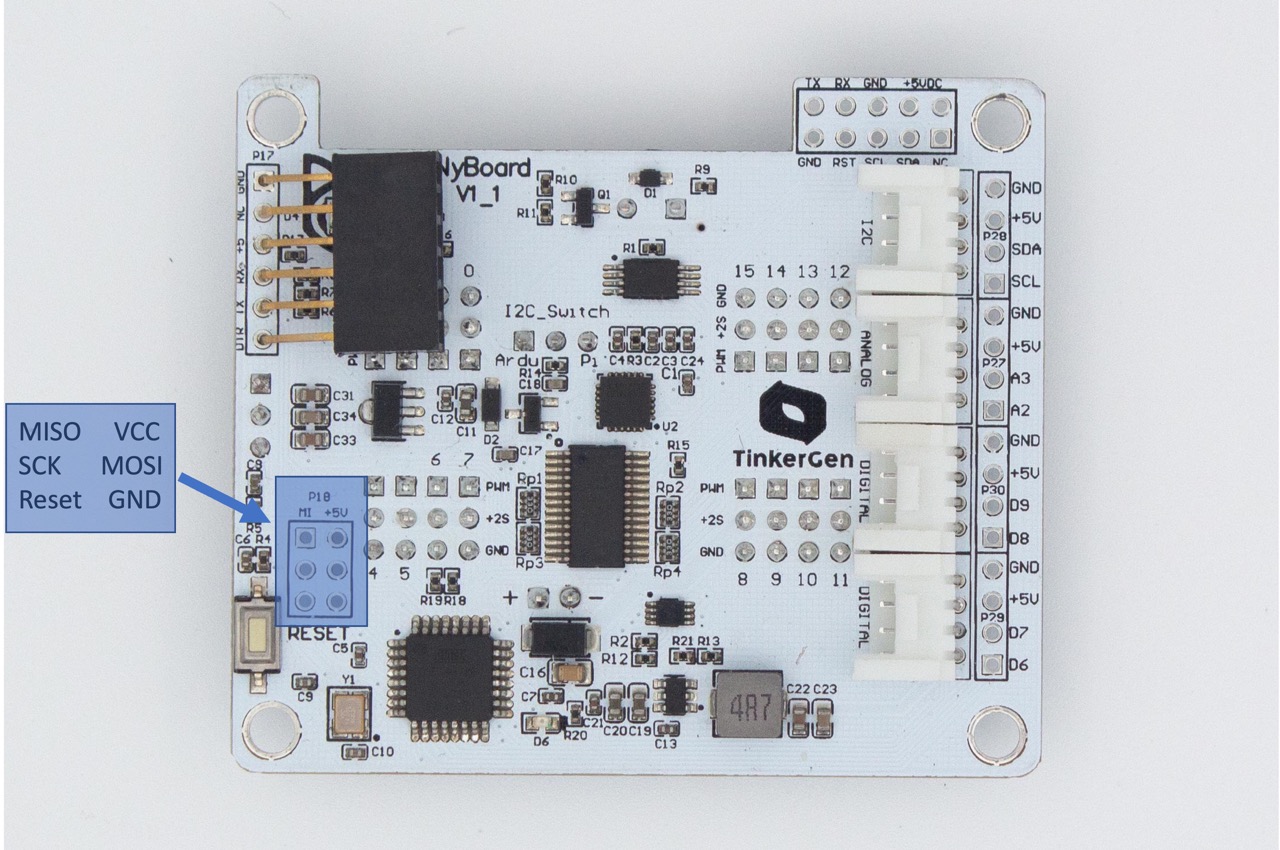 TX RX GND +5VDC
GND RST SCL SDA NC
P17
GND
NC
+5
RX
TX
DTR
NyBoard
V1_1
R10
R11
Q1
D1
R9
R1
I2C
GND
+5V
P28
SDA
SCL
0
15 14 13 12
GND
+2S
PWM
I2C_Switch
Ardu Pi
R14
C18
C4 R3 C2 C3 C24
C1
U2
ANALOG
GND
+5V
P27
A3
A2
C31
C34
C33
C12
C11
D2
C17
R15
TinkerGen
DIGITAL
GND
+5V
P30
D9
D8
MISO VCC
SCK MOSI
Reset GND
C9
R5
C6 R4
P18
MI +5V
RESET
6 7
PWM
+2S
GND
4 5
R19 R18
Rp1
Rp3
Rp2
Rp4
PWM
+2S
GND
8 9 10 11
+ −
DIGITAL
GND
+5V
P29
D7
D6
C5
C9
Y1
C10
C16
C7
D6
R20
C21
C20 C19
R2
R12
R21 R13
C13
4R7
C22 C23